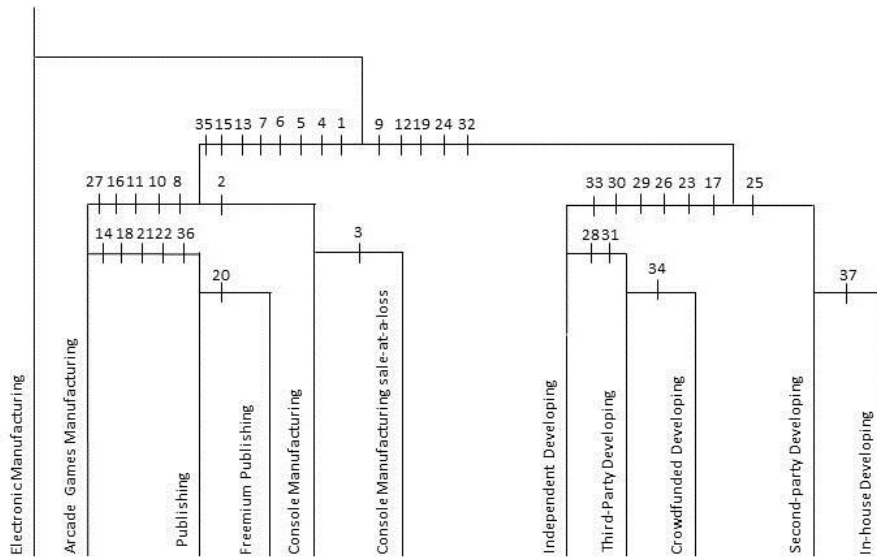 35 15 13 7 6 5 4 1 9 12 19 24 32
27 16 11 10 8 2 33 30 29 26 23 17 25
14 18 21 22 36 3 28 31
20 34 37
Electronic Manufacturing
Arcade Games Manufacturing
Publishing
Freemium Publishing
Console Manufacturing
Console Manufacturing sale-at-a-loss
Independent Developing
Third-Party Developing
Crowdfunded Developing
Second-party Developing
In-house Developing